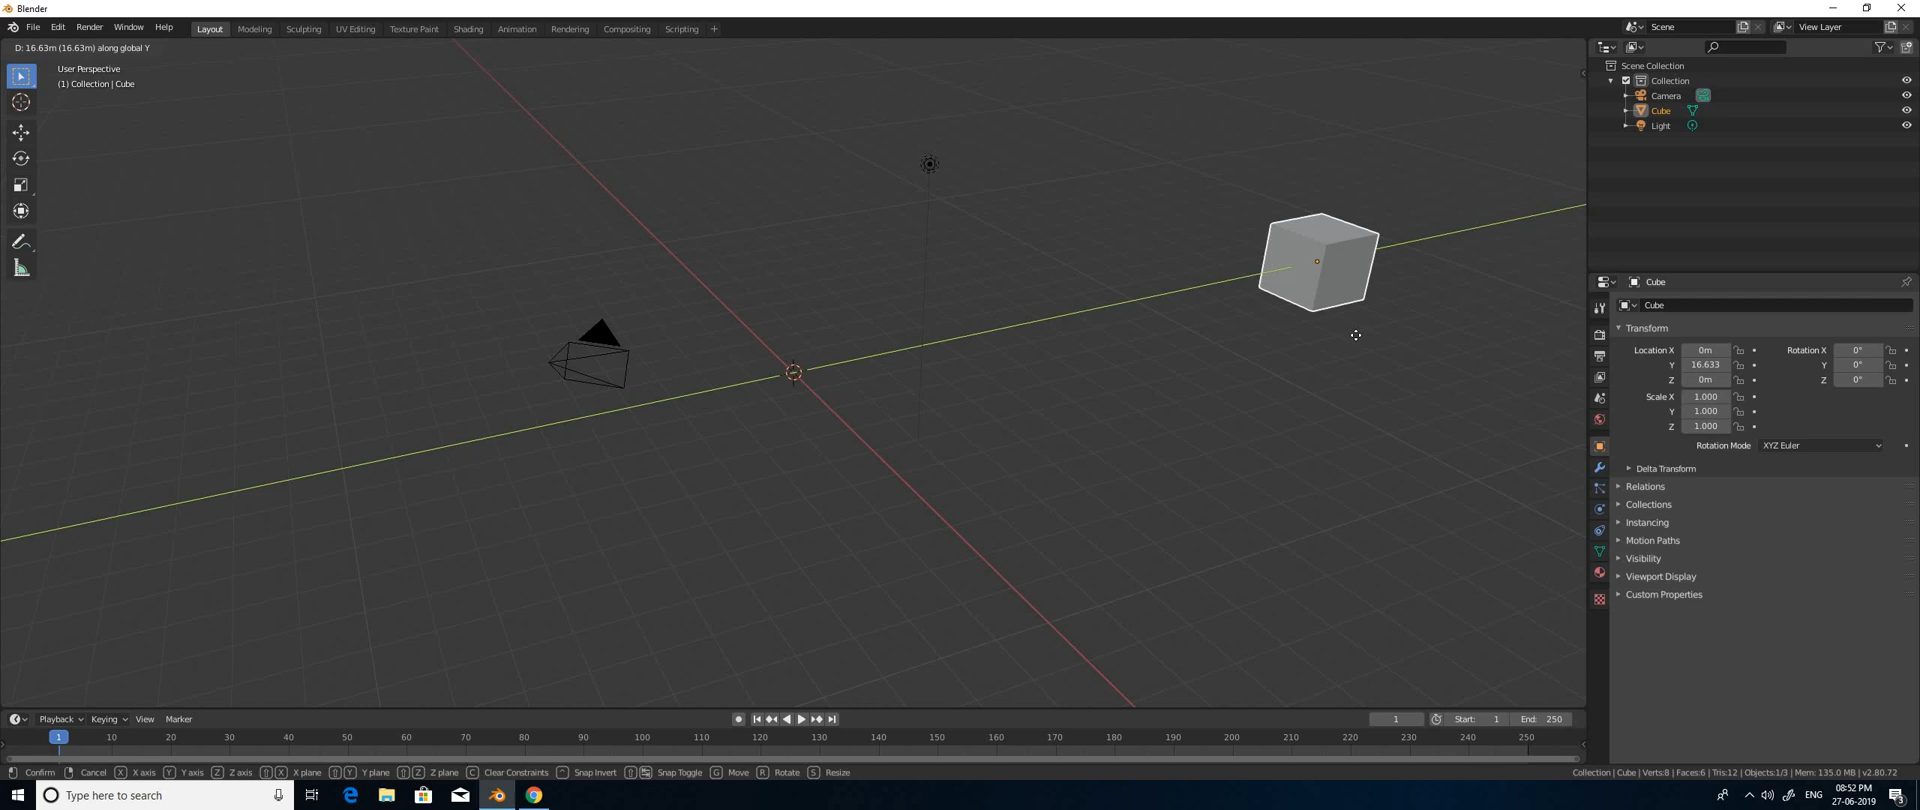 Blender
File Edit Render Window Help
Layout Modeling Sculpting UV Editing Texture Paint Shading Animation Rendering Compositing Scripting +
Scene
View Layer
D: 16.63m (16.63m) along global Y
User Perspective
(1) Collection | Cube
Scene Collection
Collection
Camera
Cube
Light
Cube
Cube
Transform
Location X 0m Rotation X 0°
Y 16.633 Y 0°
Z 0m Z 0°
Scale X 1.000
Y 1.000
Z 1.000
Rotation Mode XYZ Euler
Delta Transform
Relations
Collections
Instancing
Motion Paths
Visibility
Viewport Display
Custom Properties
Playback Keying View Marker
1 Start: 1 End: 250
1 10 20 30 40 50 60 70 80 90 100 110 120 130 140 150 160 170 180 190 200 210 220 230 240 250
Confirm Cancel X X axis Y Y axis Z Z axis X X plane Y Y plane Z Z plane C Clear Constraints ^ Snap Invert Snap Toggle G Move R Rotate S Resize
Collection | Cube | Verts:8 | Faces:6 | Tris:12 | Objects:1/3 | Mem: 135.0 MB | v2.80.72
Type here to search
ENG
08:52 PM
27-06-2019
3